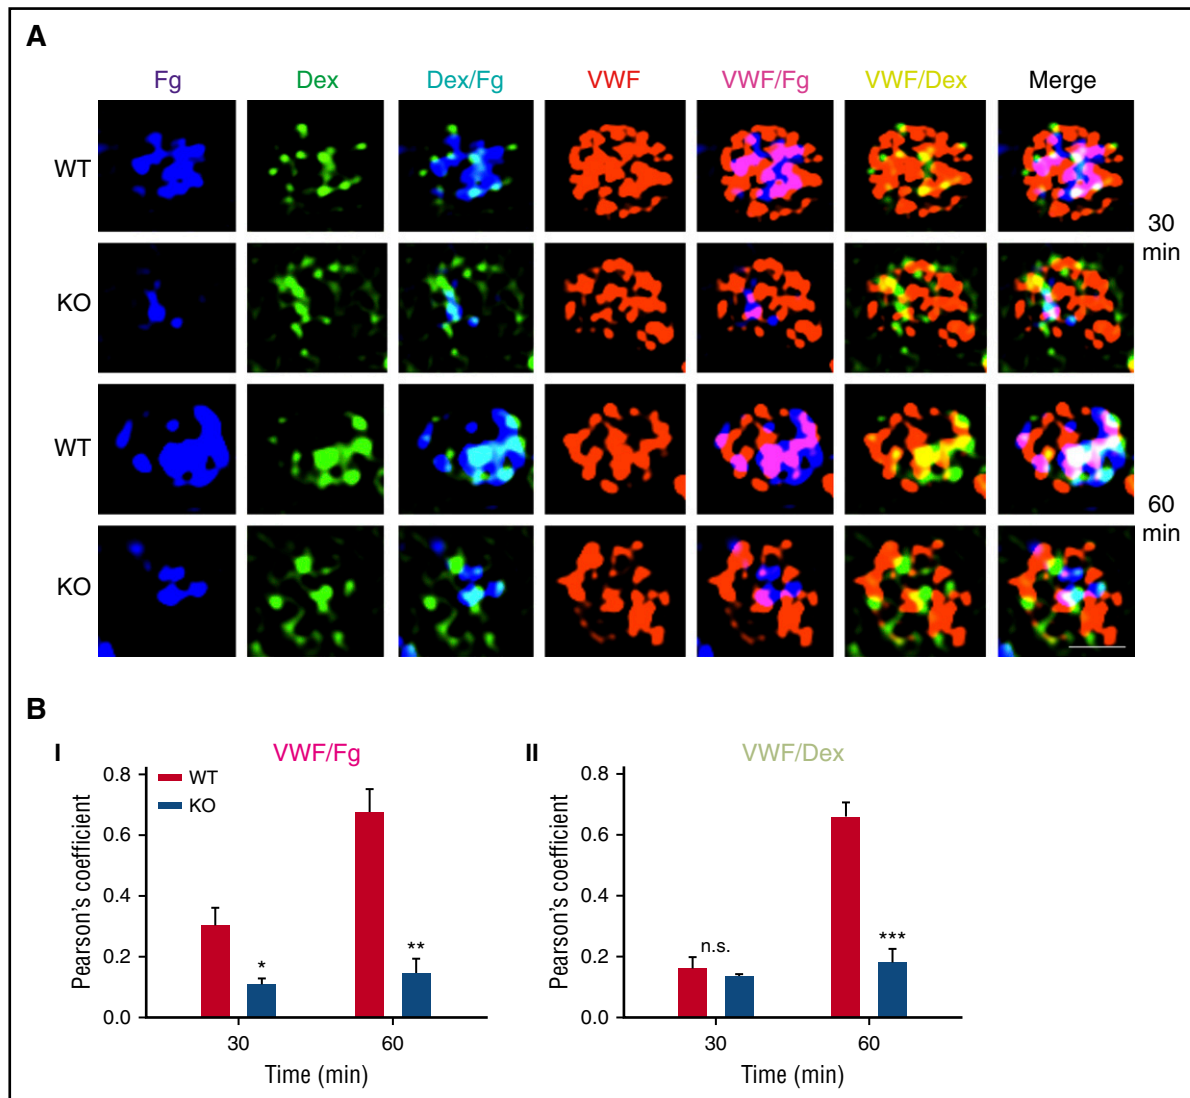 A
Fg Dex Dex/Fg VWF VWF/Fg VWF/Dex Merge
WT
30
min
KO
WT
60
min
KO
B
I VWF/Fg
0.8
0.6
0.4
0.2
0.0
Pearson's coefficient
WT
KO
*
**
30 60
Time (min)
II VWF/Dex
0.8
0.6
0.4
0.2
0.0
Pearson's coefficient
n.s.
***
30 60
Time (min)